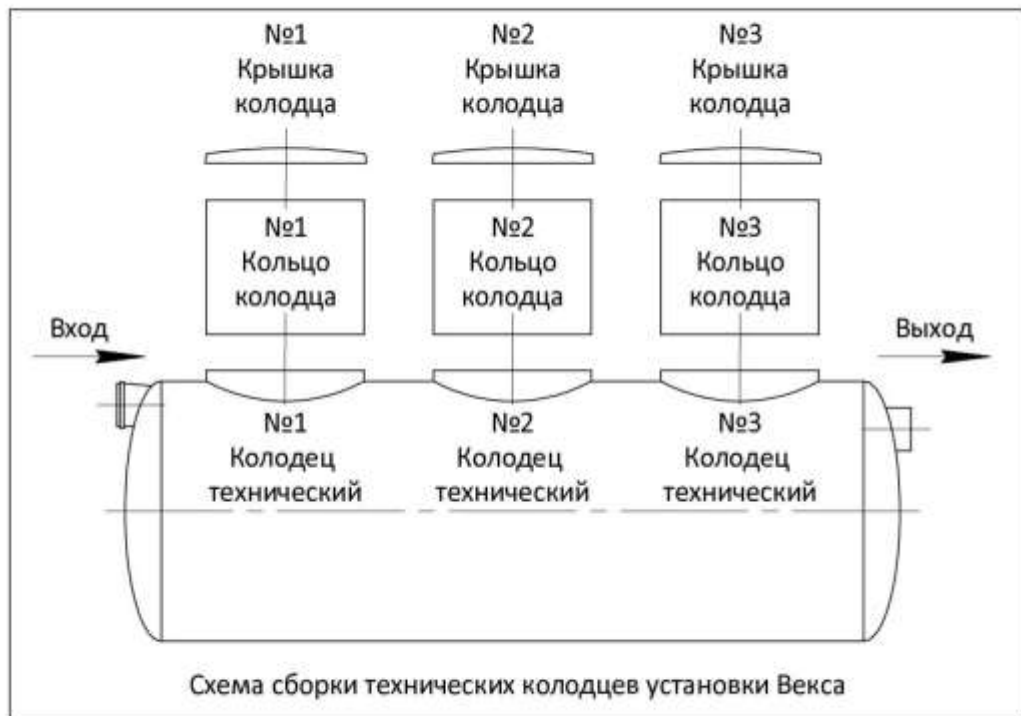 №1
Крышка
колодца
№2
Крышка
колодца
№3
Крышка
колодца
№1
Кольцо
колодца
№2
Кольцо
колодца
№3
Кольцо
колодца
Вход
Выход
№1
Колодец
технический
№2
Колодец
технический
№3
Колодец
технический
Схема сборки технических колодцев установки Векса